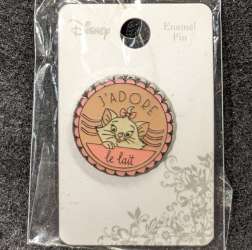 Disney
Enamel
Pin
J'ADORE
le lait